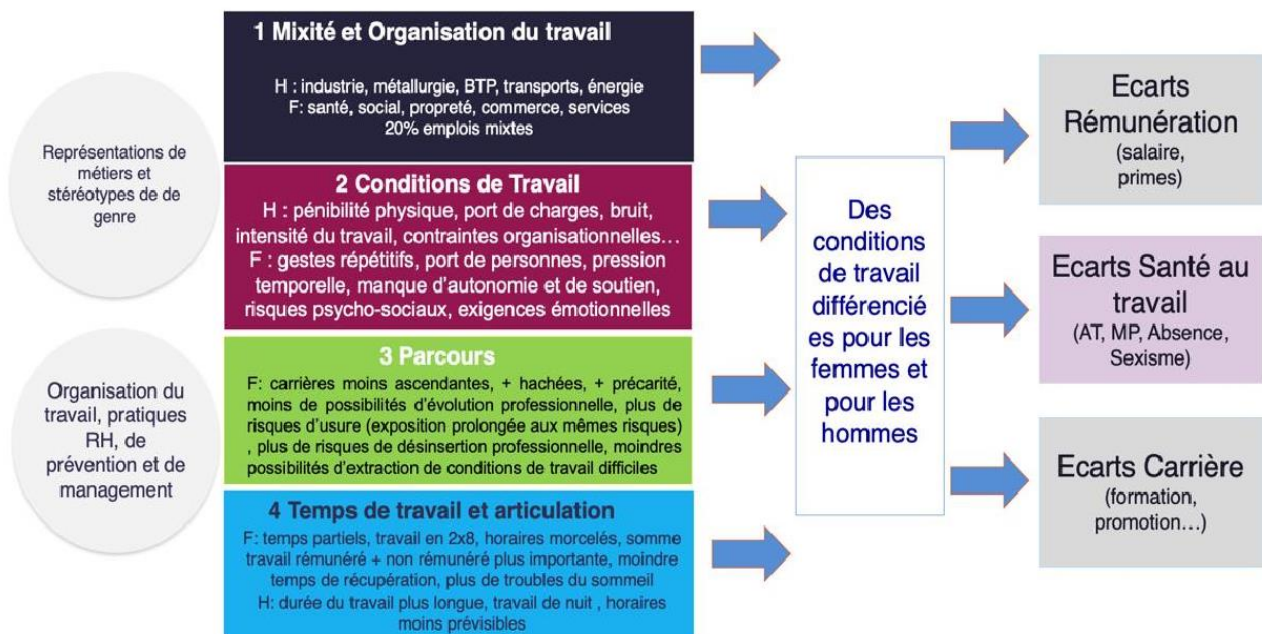 Représentations de
métiers et
stéréotypes de de
genre
Organisation du
travail, pratiques
RH, de
prévention et de
management
1 Mixité et Organisation du travail
H : industrie, métallurgie, BTP, transports, énergie
F: santé, social, propreté, commerce, services
20% emplois mixtes
2 Conditions de Travail
H : pénibilité physique, port de charges, bruit,
intensité du travail, contraintes organisationnelles…
F : gestes répétitifs, port de personnes, pression
temporelle, manque d'autonomie et de soutien,
risques psycho-sociaux, exigences émotionnelles
3 Parcours
F: carrières moins ascendantes, + hachées, + précarité,
moins de possibilités d'évolution professionnelle, plus de
risques d'usure (exposition prolongée aux mêmes risques)
, plus de risques de désinsertion professionnelle, moindres
possibilités d'extraction de conditions de travail difficiles
4 Temps de travail et articulation
F: temps partiels, travail en 2x8, horaires morcelés, somme
travail rémunéré + non rémunéré plus importante, moindre
temps de récupération, plus de troubles du sommeil
H: durée du travail plus longue, travail de nuit , horaires
moins prévisibles
Des
conditions
de travail
différencié
es pour les
femmes et
pour les
hommes
Ecarts
Rémunération
(salaire,
primes)
Ecarts Santé au
travail
(AT, MP, Absence,
Sexisme)
Ecarts Carrière
(formation,
promotion…)